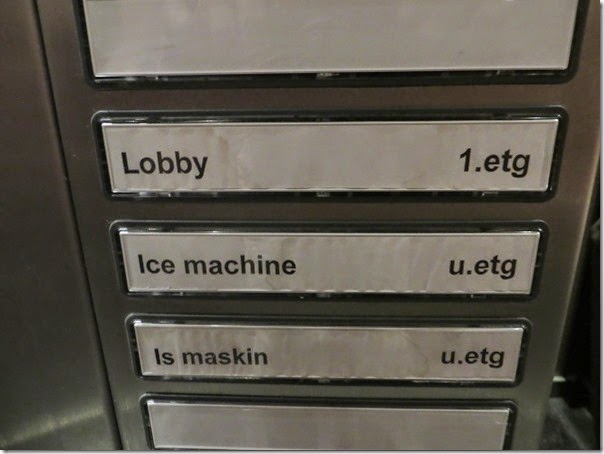 Lobby 1.etg
Ice machine u.etg
Is maskin u.etg